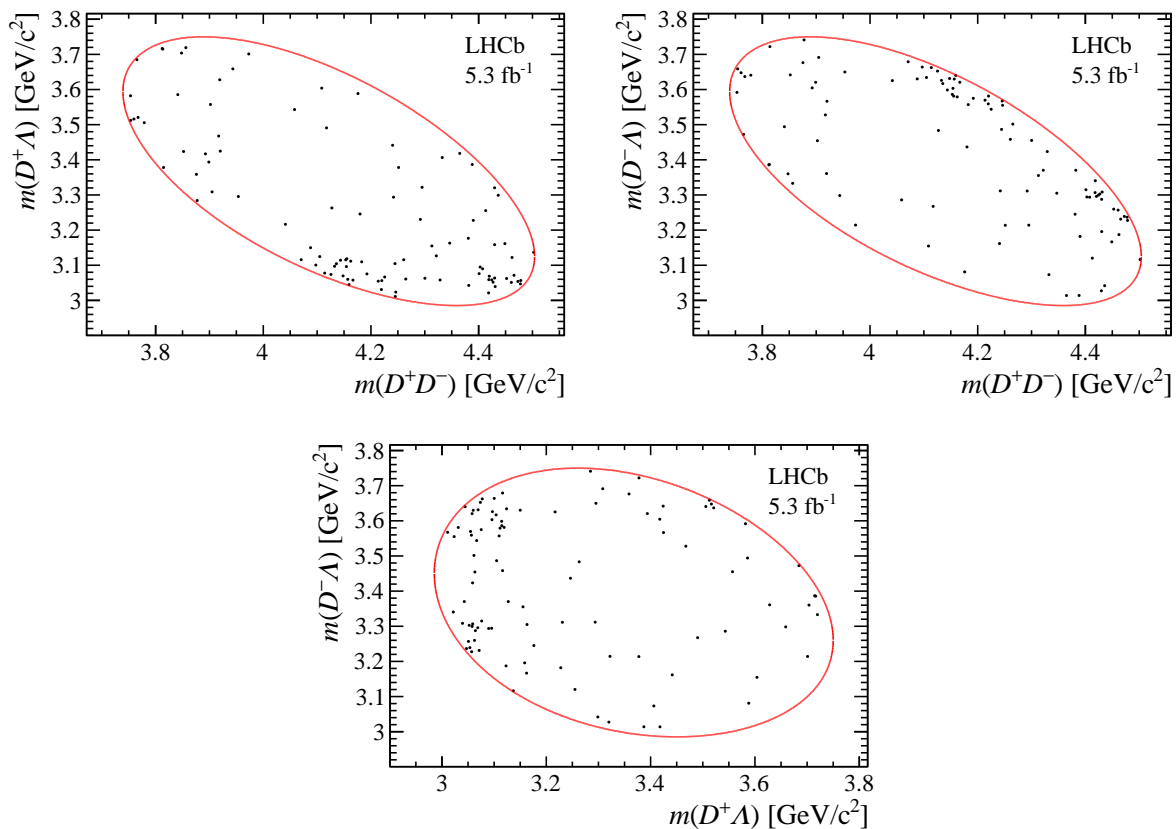 3.8
3.7
3.6
3.5
3.4
3.3
3.2
3.1
3
m(D⁺Λ) [GeV/c²]
LHCb
5.3 fb⁻¹
3.8 4 4.2 4.4
m(D⁺D⁻) [GeV/c²]
3.8
3.7
3.6
3.5
3.4
3.3
3.2
3.1
3
m(D⁻Λ) [GeV/c²]
LHCb
5.3 fb⁻¹
3.8 4 4.2 4.4
m(D⁺D⁻) [GeV/c²]
3.8
3.7
3.6
3.5
3.4
3.3
3.2
3.1
3
m(D⁻Λ) [GeV/c²]
LHCb
5.3 fb⁻¹
3 3.2 3.4 3.6 3.8
m(D⁺Λ) [GeV/c²]